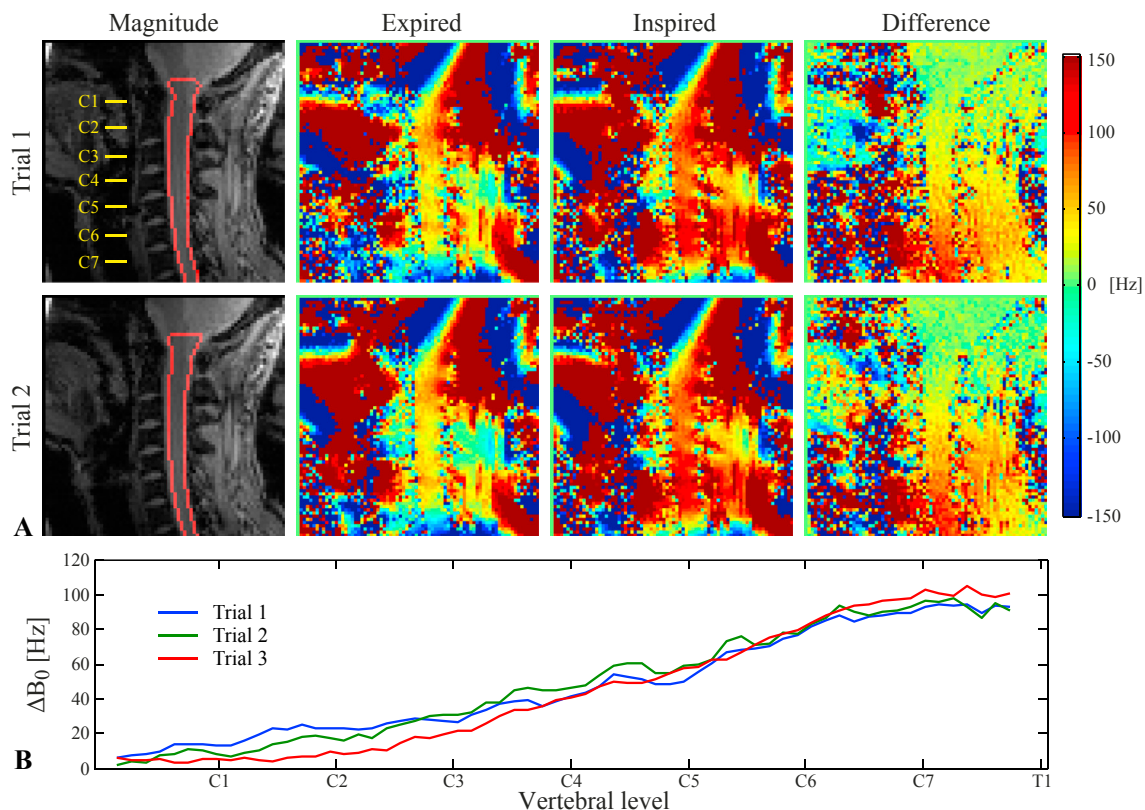 Magnitude Expired Inspired Difference
Trial 1
C1
C2
C3
C4
C5
C6
C7
150
100
50
0 [Hz]
-50
-100
-150
Trial 2
A
120
100
80
60
40
20
0
ΔB0 [Hz]
Trial 1
Trial 2
Trial 3
B
C1 C2 C3 C4 C5 C6 C7 T1
Vertebral level